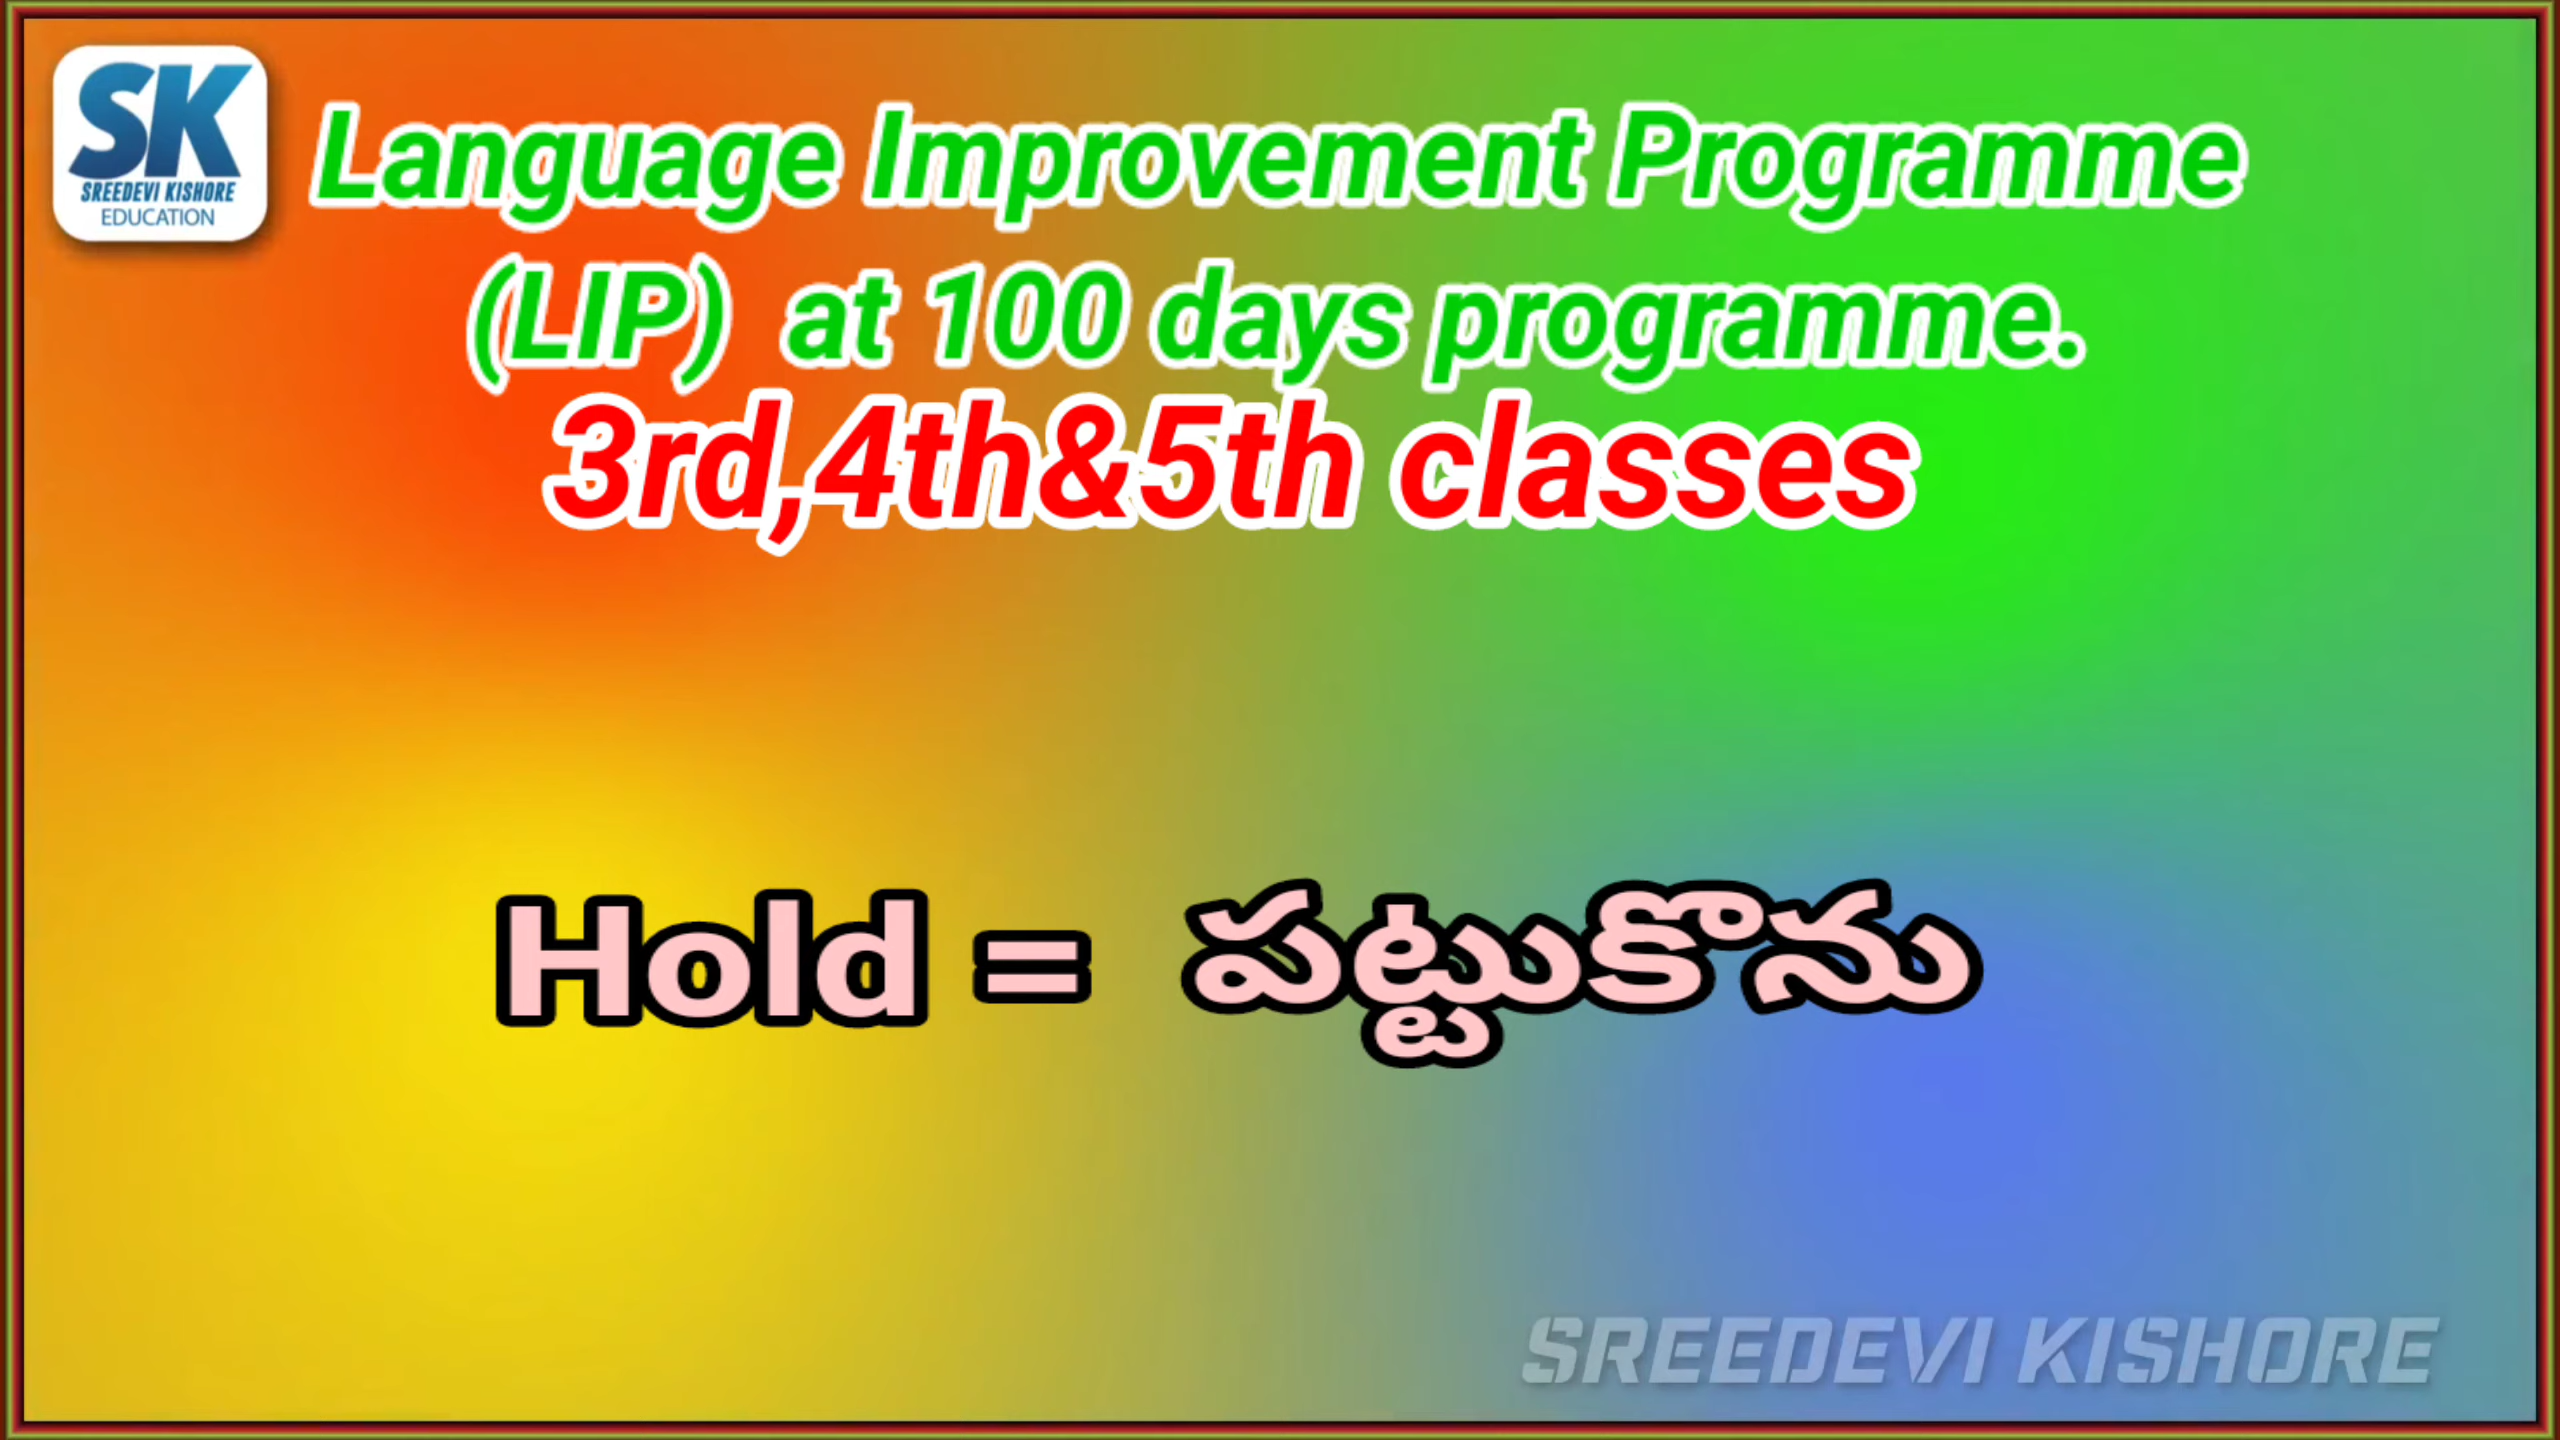 SK
SREEDEVI KISHORE
EDUCATION
Language Improvement Programme
(LIP) at 100 days programme.
3rd,4th&5th classes
Hold = పట్టుకొను
SREEDEVI KISHORE